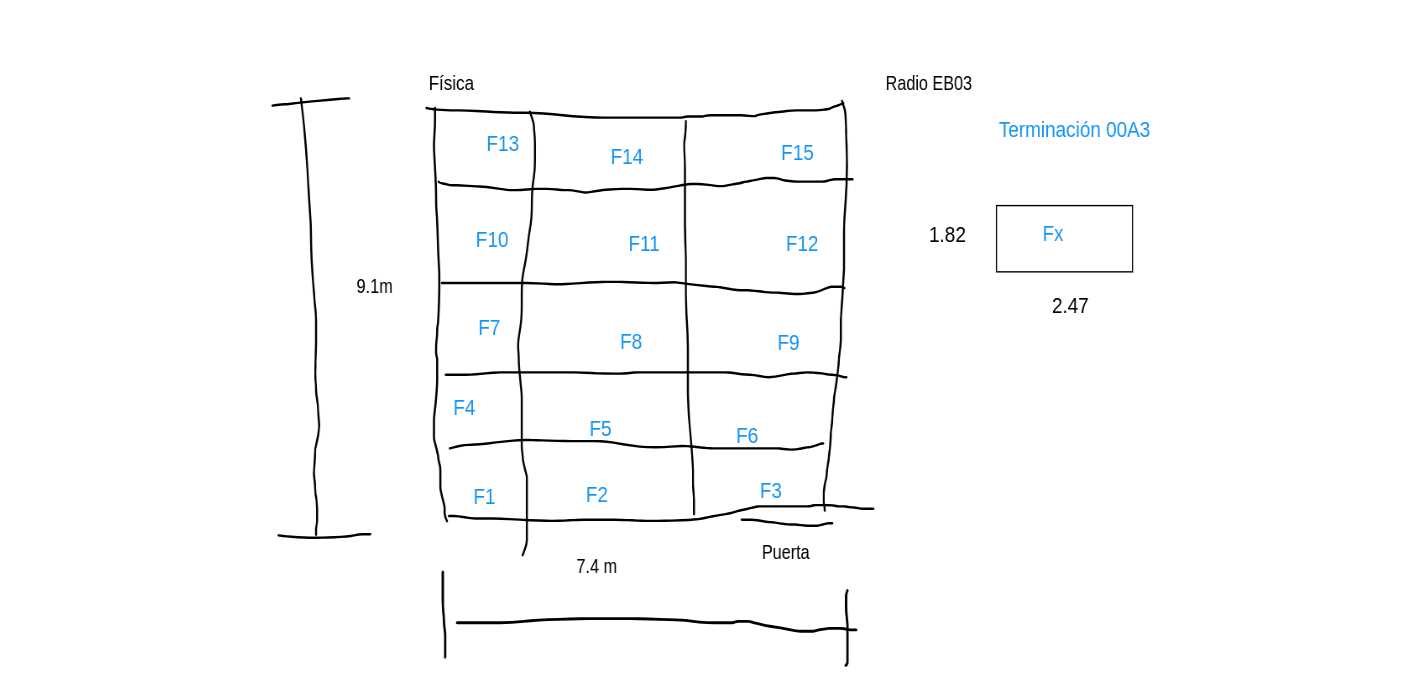 Física
Radio EB03
Terminación 00A3
F13
F14
F15
F10
F11
F12
1.82
Fx
9.1m
2.47
F7
F8
F9
F4
F5
F6
F1
F2
F3
7.4 m
Puerta